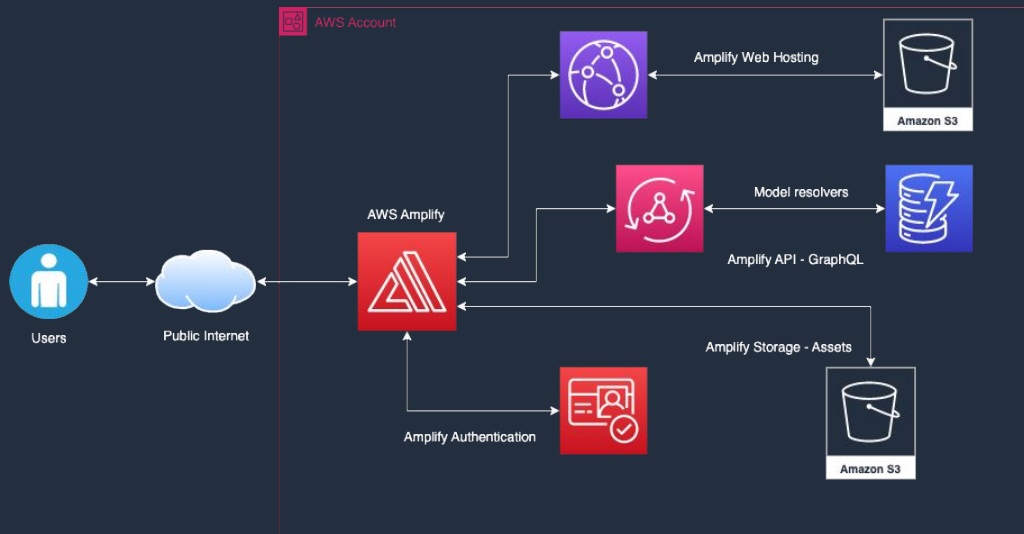 AWS Account
Amplify Web Hosting
Amazon S3
Model resolvers
AWS Amplify
Amplify API - GraphQL
Users
Public Internet
Amplify Storage - Assets
Amplify Authentication
Amazon S3